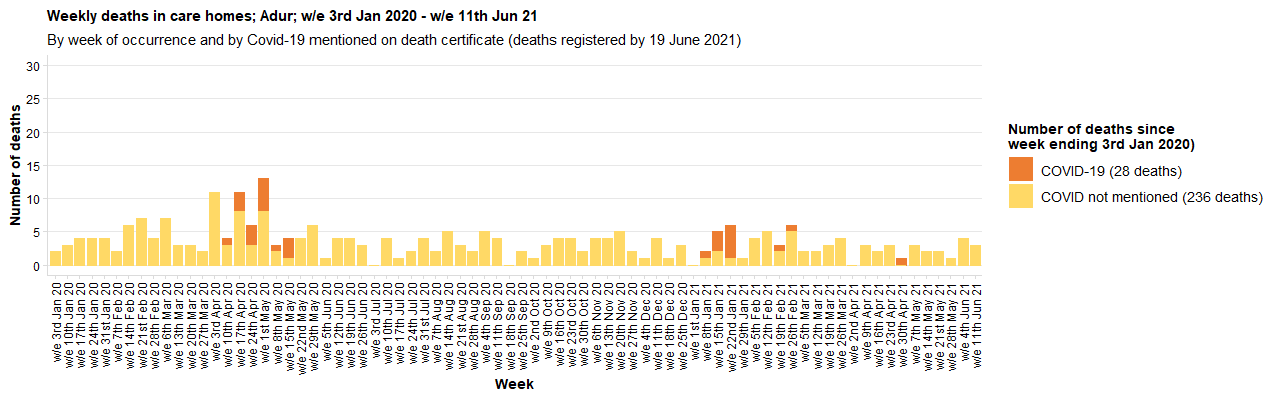 Weekly deaths in care homes; Adur; w/e 3rd Jan 2020 - w/e 11th Jun 21
By week of occurrence and by Covid-19 mentioned on death certificate (deaths registered by 19 June 2021)
Number of deaths
30
25
20
15
10
5
0
w/e 3rd Jan 20
w/e 10th Jan 20
w/e 17th Jan 20
w/e 24th Jan 20
w/e 31st Jan 20
w/e 7th Feb 20
w/e 14th Feb 20
w/e 21st Feb 20
w/e 28th Feb 20
w/e 6th Mar 20
w/e 13th Mar 20
w/e 20th Mar 20
w/e 27th Mar 20
w/e 3rd Apr 20
w/e 10th Apr 20
w/e 17th Apr 20
w/e 24th Apr 20
w/e 1st May 20
w/e 8th May 20
w/e 15th May 20
w/e 22nd May 20
w/e 29th May 20
w/e 5th Jun 20
w/e 12th Jun 20
w/e 19th Jun 20
w/e 26th Jun 20
w/e 3rd Jul 20
w/e 10th Jul 20
w/e 17th Jul 20
w/e 24th Jul 20
w/e 31st Jul 20
w/e 7th Aug 20
w/e 14th Aug 20
w/e 21st Aug 20
w/e 28th Aug 20
w/e 4th Sep 20
w/e 11th Sep 20
w/e 18th Sep 20
w/e 25th Sep 20
w/e 2nd Oct 20
w/e 9th Oct 20
w/e 16th Oct 20
w/e 23rd Oct 20
w/e 30th Oct 20
w/e 6th Nov 20
w/e 13th Nov 20
w/e 20th Nov 20
w/e 27th Nov 20
w/e 4th Dec 20
w/e 11th Dec 20
w/e 18th Dec 20
w/e 25th Dec 20
w/e 1st Jan 21
w/e 8th Jan 21
w/e 15th Jan 21
w/e 22nd Jan 21
w/e 29th Jan 21
w/e 5th Feb 21
w/e 12th Feb 21
w/e 19th Feb 21
w/e 26th Feb 21
w/e 5th Mar 21
w/e 12th Mar 21
w/e 19th Mar 21
w/e 26th Mar 21
w/e 2nd Apr 21
w/e 9th Apr 21
w/e 16th Apr 21
w/e 23rd Apr 21
w/e 30th Apr 21
w/e 7th May 21
w/e 14th May 21
w/e 21st May 21
w/e 28th May 21
w/e 4th Jun 21
w/e 11th Jun 21
Week
Number of deaths since
week ending 3rd Jan 2020)
COVID-19 (28 deaths)
COVID not mentioned (236 deaths)